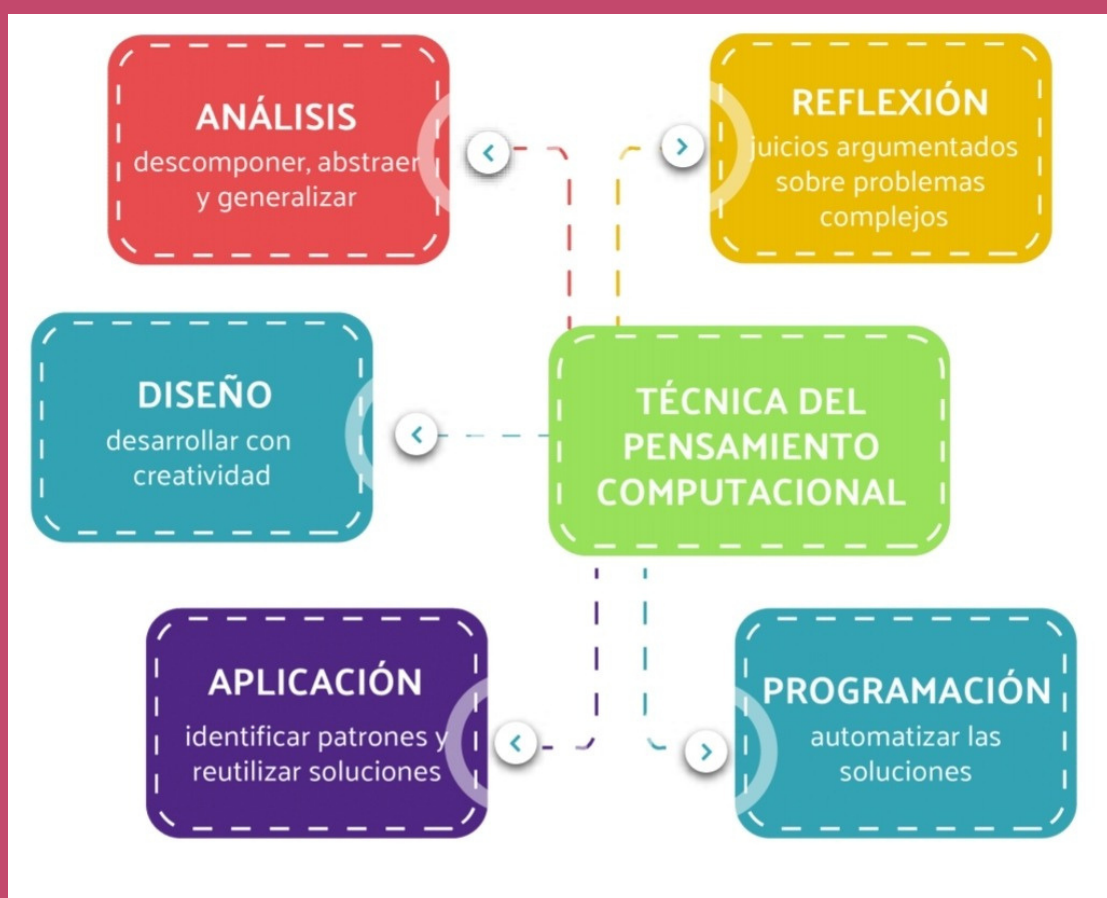 ANÁLISIS
descomponer, abstraer
y generalizar
REFLEXIÓN
juicios argumentados
sobre problemas
complejos
DISEÑO
desarrollar con
creatividad
TÉCNICA DEL
PENSAMIENTO
COMPUTACIONAL
APLICACIÓN
identificar patrones y
reutilizar soluciones
PROGRAMACIÓN
automatizar las
soluciones